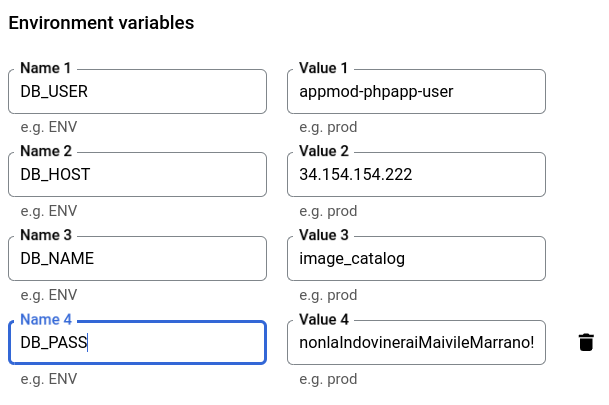 Environment variables
Name 1 Value 1
DB_USER appmod-phpapp-user
e.g. ENV e.g. prod
Name 2 Value 2
DB_HOST 34.154.154.222
e.g. ENV e.g. prod
Name 3 Value 3
DB_NAME image_catalog
e.g. ENV e.g. prod
Name 4 Value 4
DB_PASS nonlaIndovineraiMaivileMarrano!
e.g. ENV e.g. prod